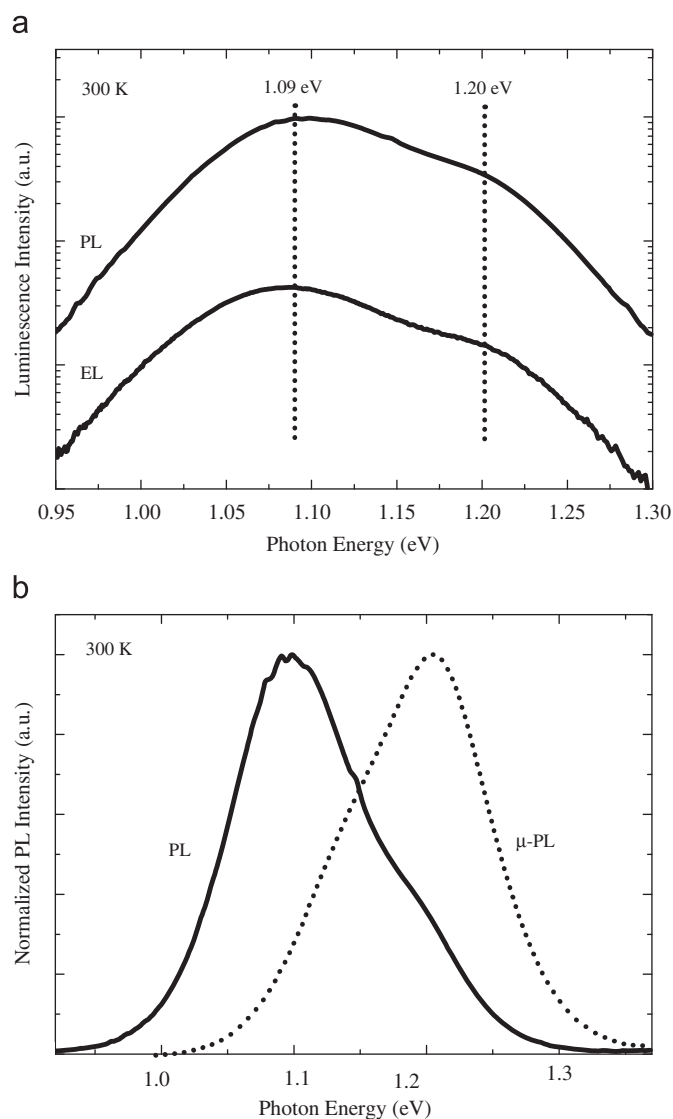 a
300 K
1.09 eV
1.20 eV
PL
EL
Luminescence Intensity (a.u.)
0.95 1.00 1.05 1.10 1.15 1.20 1.25 1.30
Photon Energy (eV)
b
300 K
PL
μ-PL
Normalized PL Intensity (a.u.)
1.0 1.1 1.2 1.3
Photon Energy (eV)